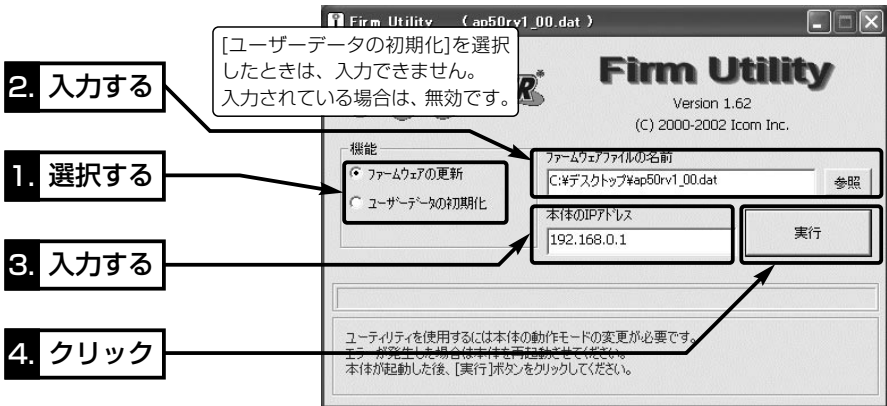 Firm Utility ( ap50rv1_00.dat )
[ユーザーデータの初期化]を選択
したときは、入力できません。
入力されている場合は、無効です。
Firm Utility
Version 1.62
(C) 2000-2002 Icom Inc.
2. 入力する
機能
ファームウェアファイルの名前
1. 選択する
ファームウェアの更新
C:¥デスクトップ¥ap50rv1_00.dat
参照
ユーザーデータの初期化
本体のIPアドレス
192.168.0.1
実行
3. 入力する
ユーティリティを使用するには本体の動作モードの変更が必要です。
エラーが発生した場合は本体を再起動させてください。
本体が起動した後、[実行]ボタンをクリックしてください。
4. クリック